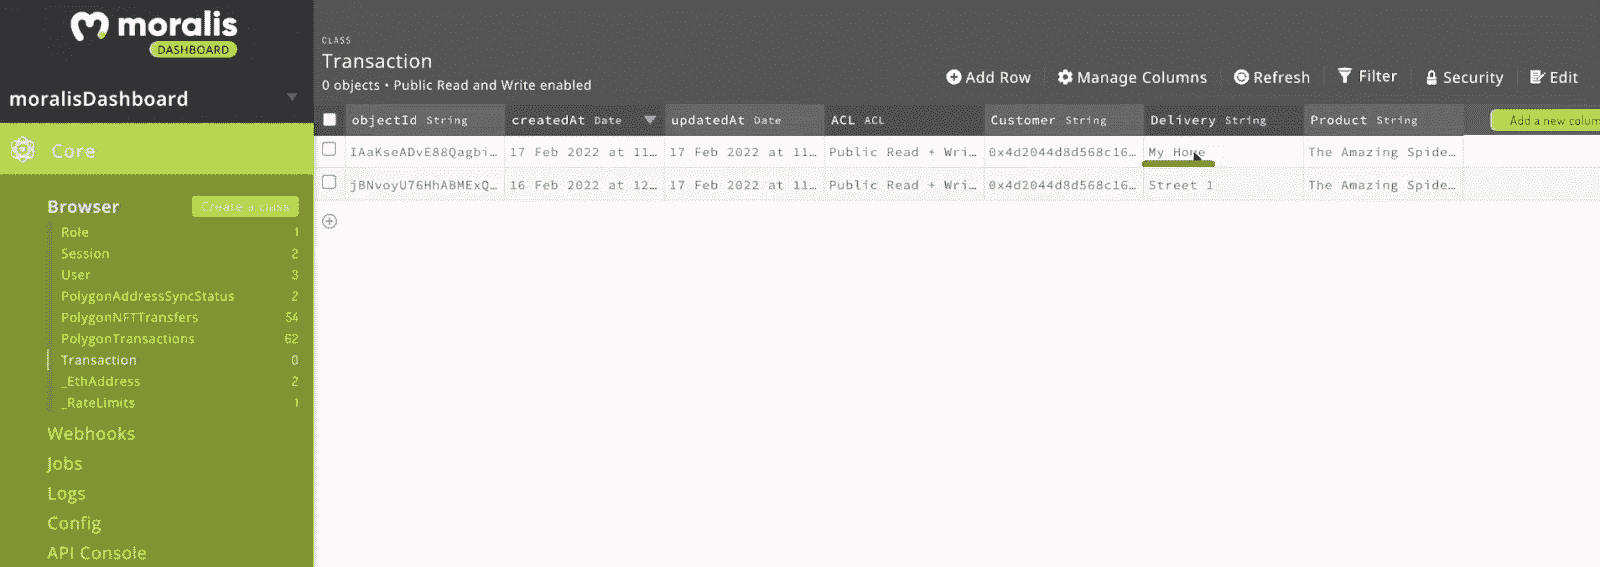 moralis
DASHBOARD
moralisDashboard
Core
Browser Create a class
Role 1
Session 2
User 3
PolygonAddressSyncStatus 2
PolygonNFTTransfers 54
PolygonTransactions 62
Transaction 0
_EthAddress 2
_RateLimits 1
Webhooks
Jobs
Logs
Config
API Console
CLASS
Transaction
0 objects • Public Read and Write enabled
Add Row Manage Columns Refresh Filter Security Edit
objectId String createdAt Date updatedAt Date ACL ACL Customer String Delivery String Product String Add a new colum
IAaKseADvE88Qagbi… 17 Feb 2022 at 11… 17 Feb 2022 at 11… Public Read + Wri… 0x4d2044d8d568c16… My Home The Amazing Spide…
jBNvoyU76HhABMExQ… 16 Feb 2022 at 12… 17 Feb 2022 at 11… Public Read + Wri… 0x4d2044d8d568c16… Street 1 The Amazing Spide…